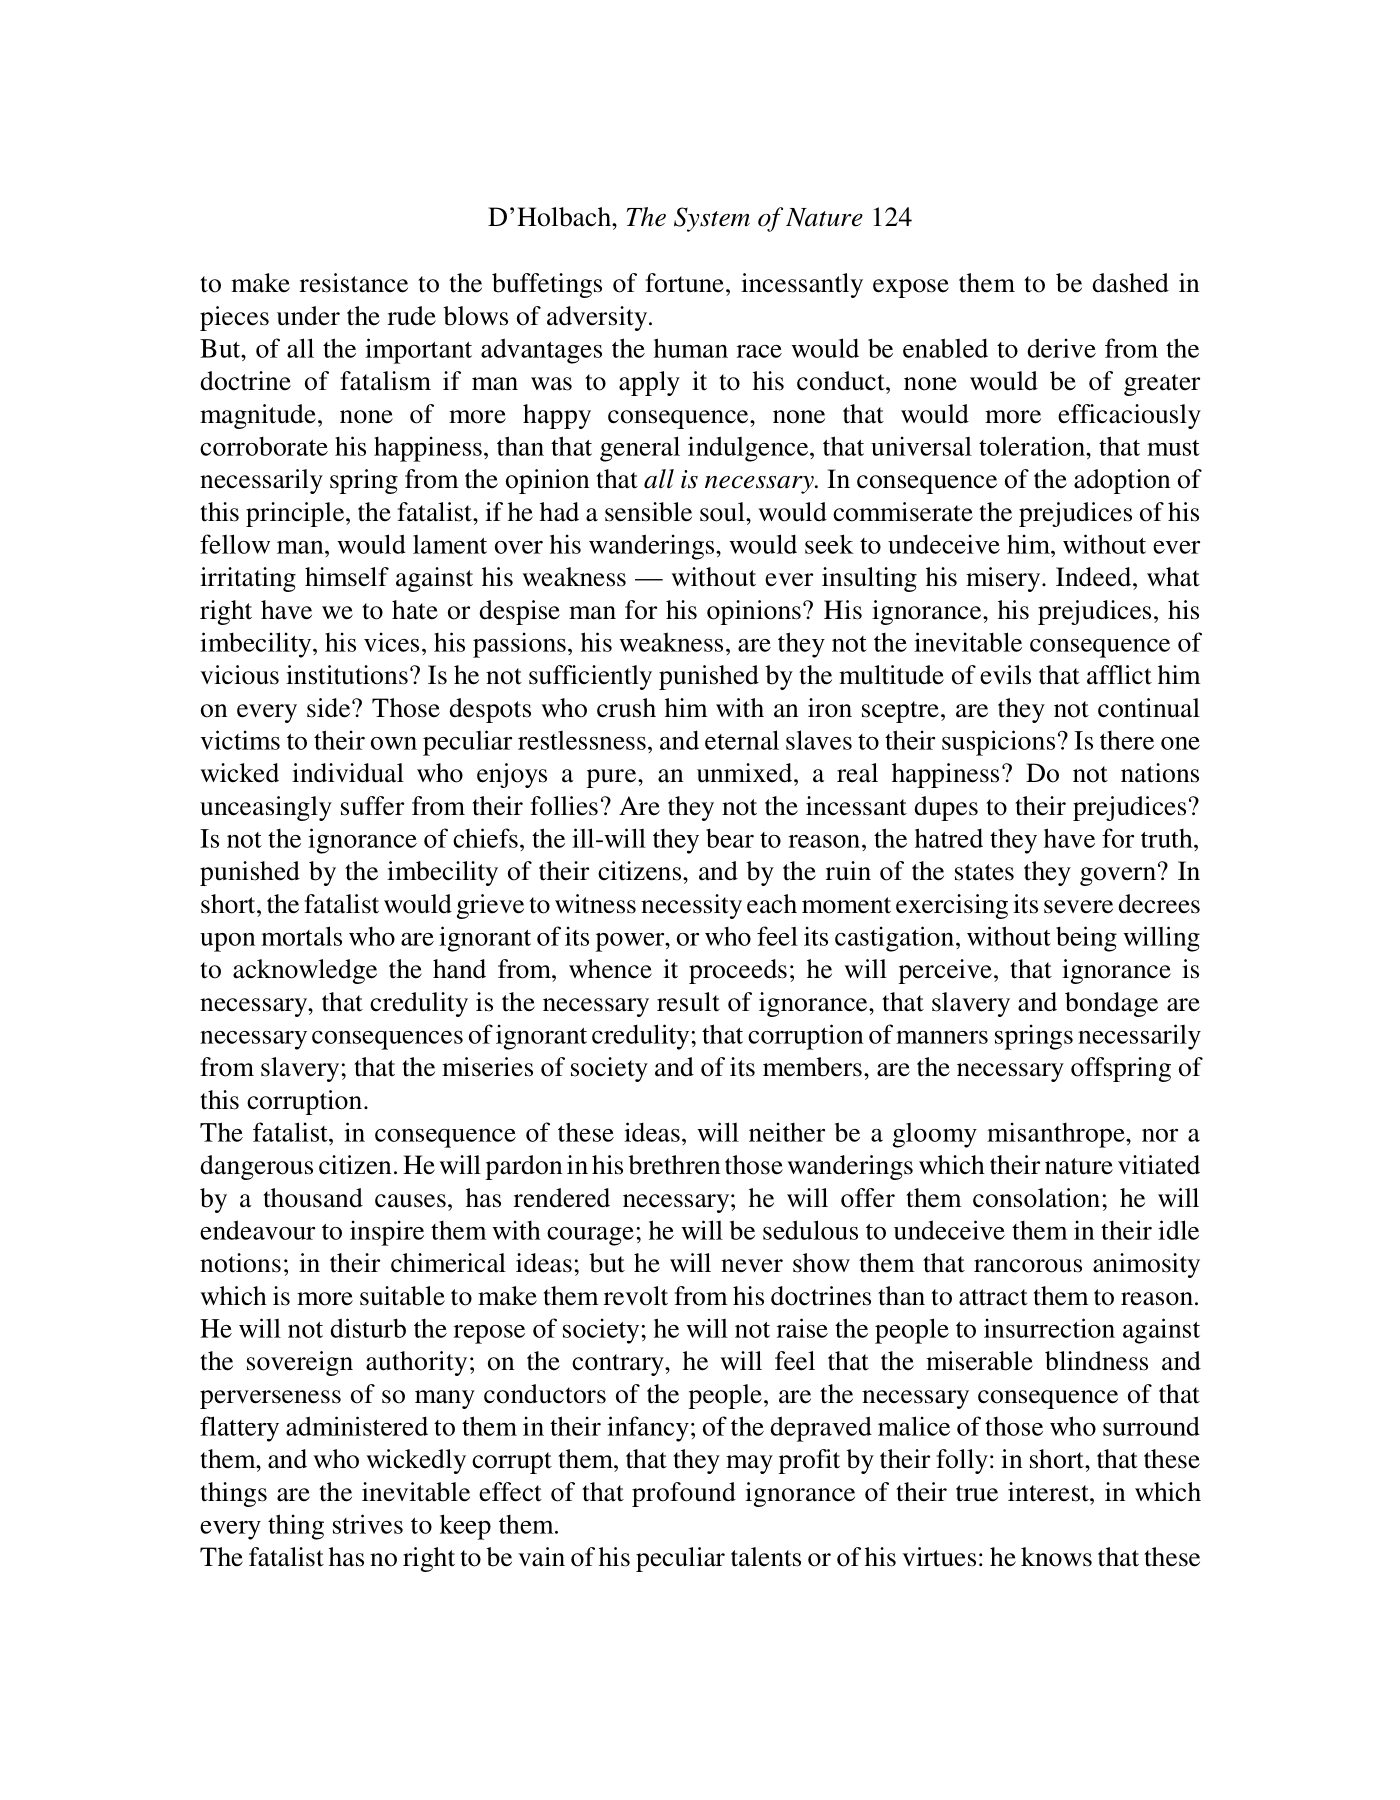 D’Holbach, The System of Nature 124
to make resistance to the buffetings of fortune, incessantly expose them to be dashed in
pieces under the rude blows of adversity.
But, of all the important advantages the human race would be enabled to derive from the
doctrine of fatalism if man was to apply it to his conduct, none would be of greater
magnitude, none of more happy consequence, none that would more efficaciously
corroborate his happiness, than that general indulgence, that universal toleration, that must
necessarily spring from the opinion that all is necessary. In consequence of the adoption of
this principle, the fatalist, if he had a sensible soul, would commiserate the prejudices of his
fellow man, would lament over his wanderings, would seek to undeceive him, without ever
irritating himself against his weakness — without ever insulting his misery. Indeed, what
right have we to hate or despise man for his opinions? His ignorance, his prejudices, his
imbecility, his vices, his passions, his weakness, are they not the inevitable consequence of
vicious institutions? Is he not sufficiently punished by the multitude of evils that afflict him
on every side? Those despots who crush him with an iron sceptre, are they not continual
victims to their own peculiar restlessness, and eternal slaves to their suspicions? Is there one
wicked individual who enjoys a pure, an unmixed, a real happiness? Do not nations
unceasingly suffer from their follies? Are they not the incessant dupes to their prejudices?
Is not the ignorance of chiefs, the ill-will they bear to reason, the hatred they have for truth,
punished by the imbecility of their citizens, and by the ruin of the states they govern? In
short, the fatalist would grieve to witness necessity each moment exercising its severe decrees
upon mortals who are ignorant of its power, or who feel its castigation, without being willing
to acknowledge the hand from, whence it proceeds; he will perceive, that ignorance is
necessary, that credulity is the necessary result of ignorance, that slavery and bondage are
necessary consequences of ignorant credulity; that corruption of manners springs necessarily
from slavery; that the miseries of society and of its members, are the necessary offspring of
this corruption.
The fatalist, in consequence of these ideas, will neither be a gloomy misanthrope, nor a
dangerous citizen. He will pardon in his brethren those wanderings which their nature vitiated
by a thousand causes, has rendered necessary; he will offer them consolation; he will
endeavour to inspire them with courage; he will be sedulous to undeceive them in their idle
notions; in their chimerical ideas; but he will never show them that rancorous animosity
which is more suitable to make them revolt from his doctrines than to attract them to reason.
He will not disturb the repose of society; he will not raise the people to insurrection against
the sovereign authority; on the contrary, he will feel that the miserable blindness and
perverseness of so many conductors of the people, are the necessary consequence of that
flattery administered to them in their infancy; of the depraved malice of those who surround
them, and who wickedly corrupt them, that they may profit by their folly: in short, that these
things are the inevitable effect of that profound ignorance of their true interest, in which
every thing strives to keep them.
The fatalist has no right to be vain of his peculiar talents or of his virtues: he knows that these